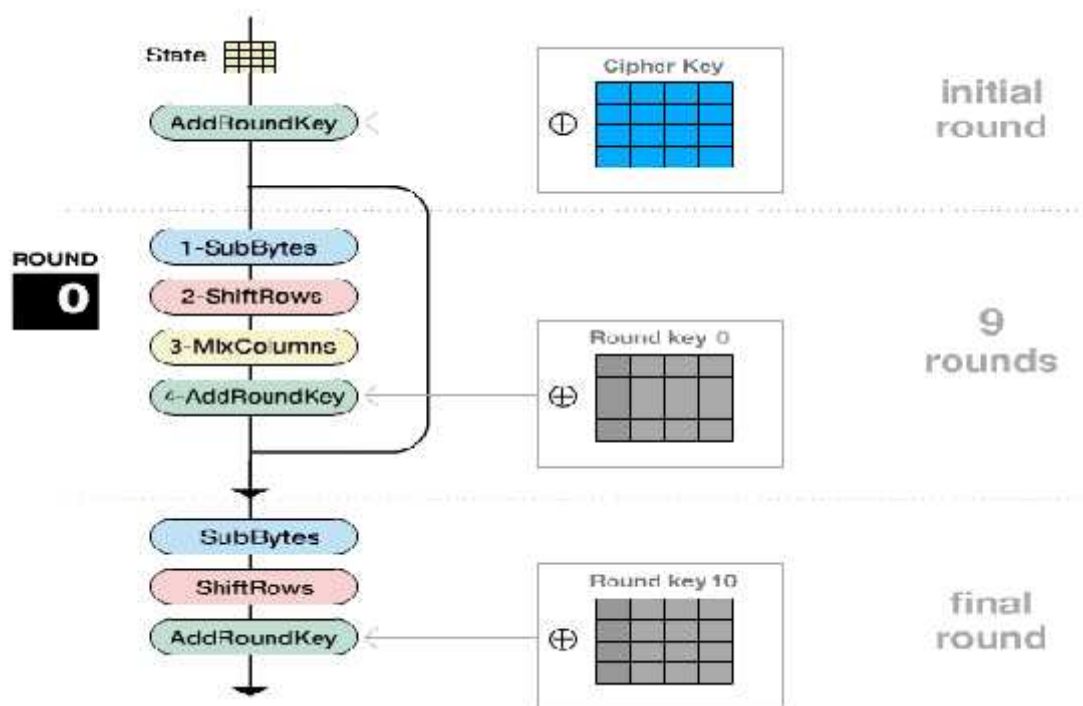 State
Cipher Key
AddRoundKey
initial
round
ROUND
0
1-SubBytes
2-ShiftRows
3-MixColumns
4-AddRoundKey
Round key 0
9
rounds
SubBytes
ShiftRows
AddRoundKey
Round key 10
final
round